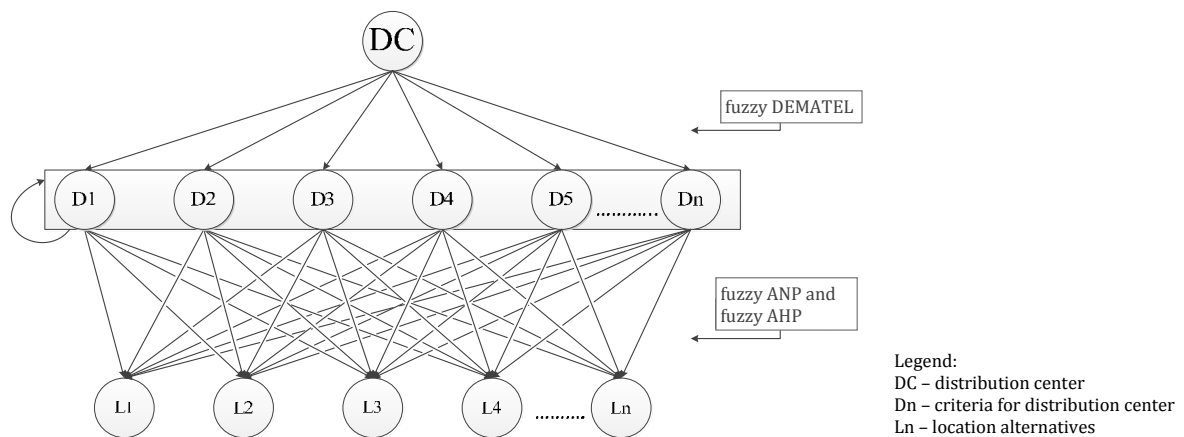 DC
fuzzy DEMATEL
D1 D2 D3 D4 D5 ............ Dn
fuzzy ANP and
fuzzy AHP
L1 L2 L3 L4 .......... Ln
Legend:
DC – distribution center
Dn – criteria for distribution center
Ln – location alternatives